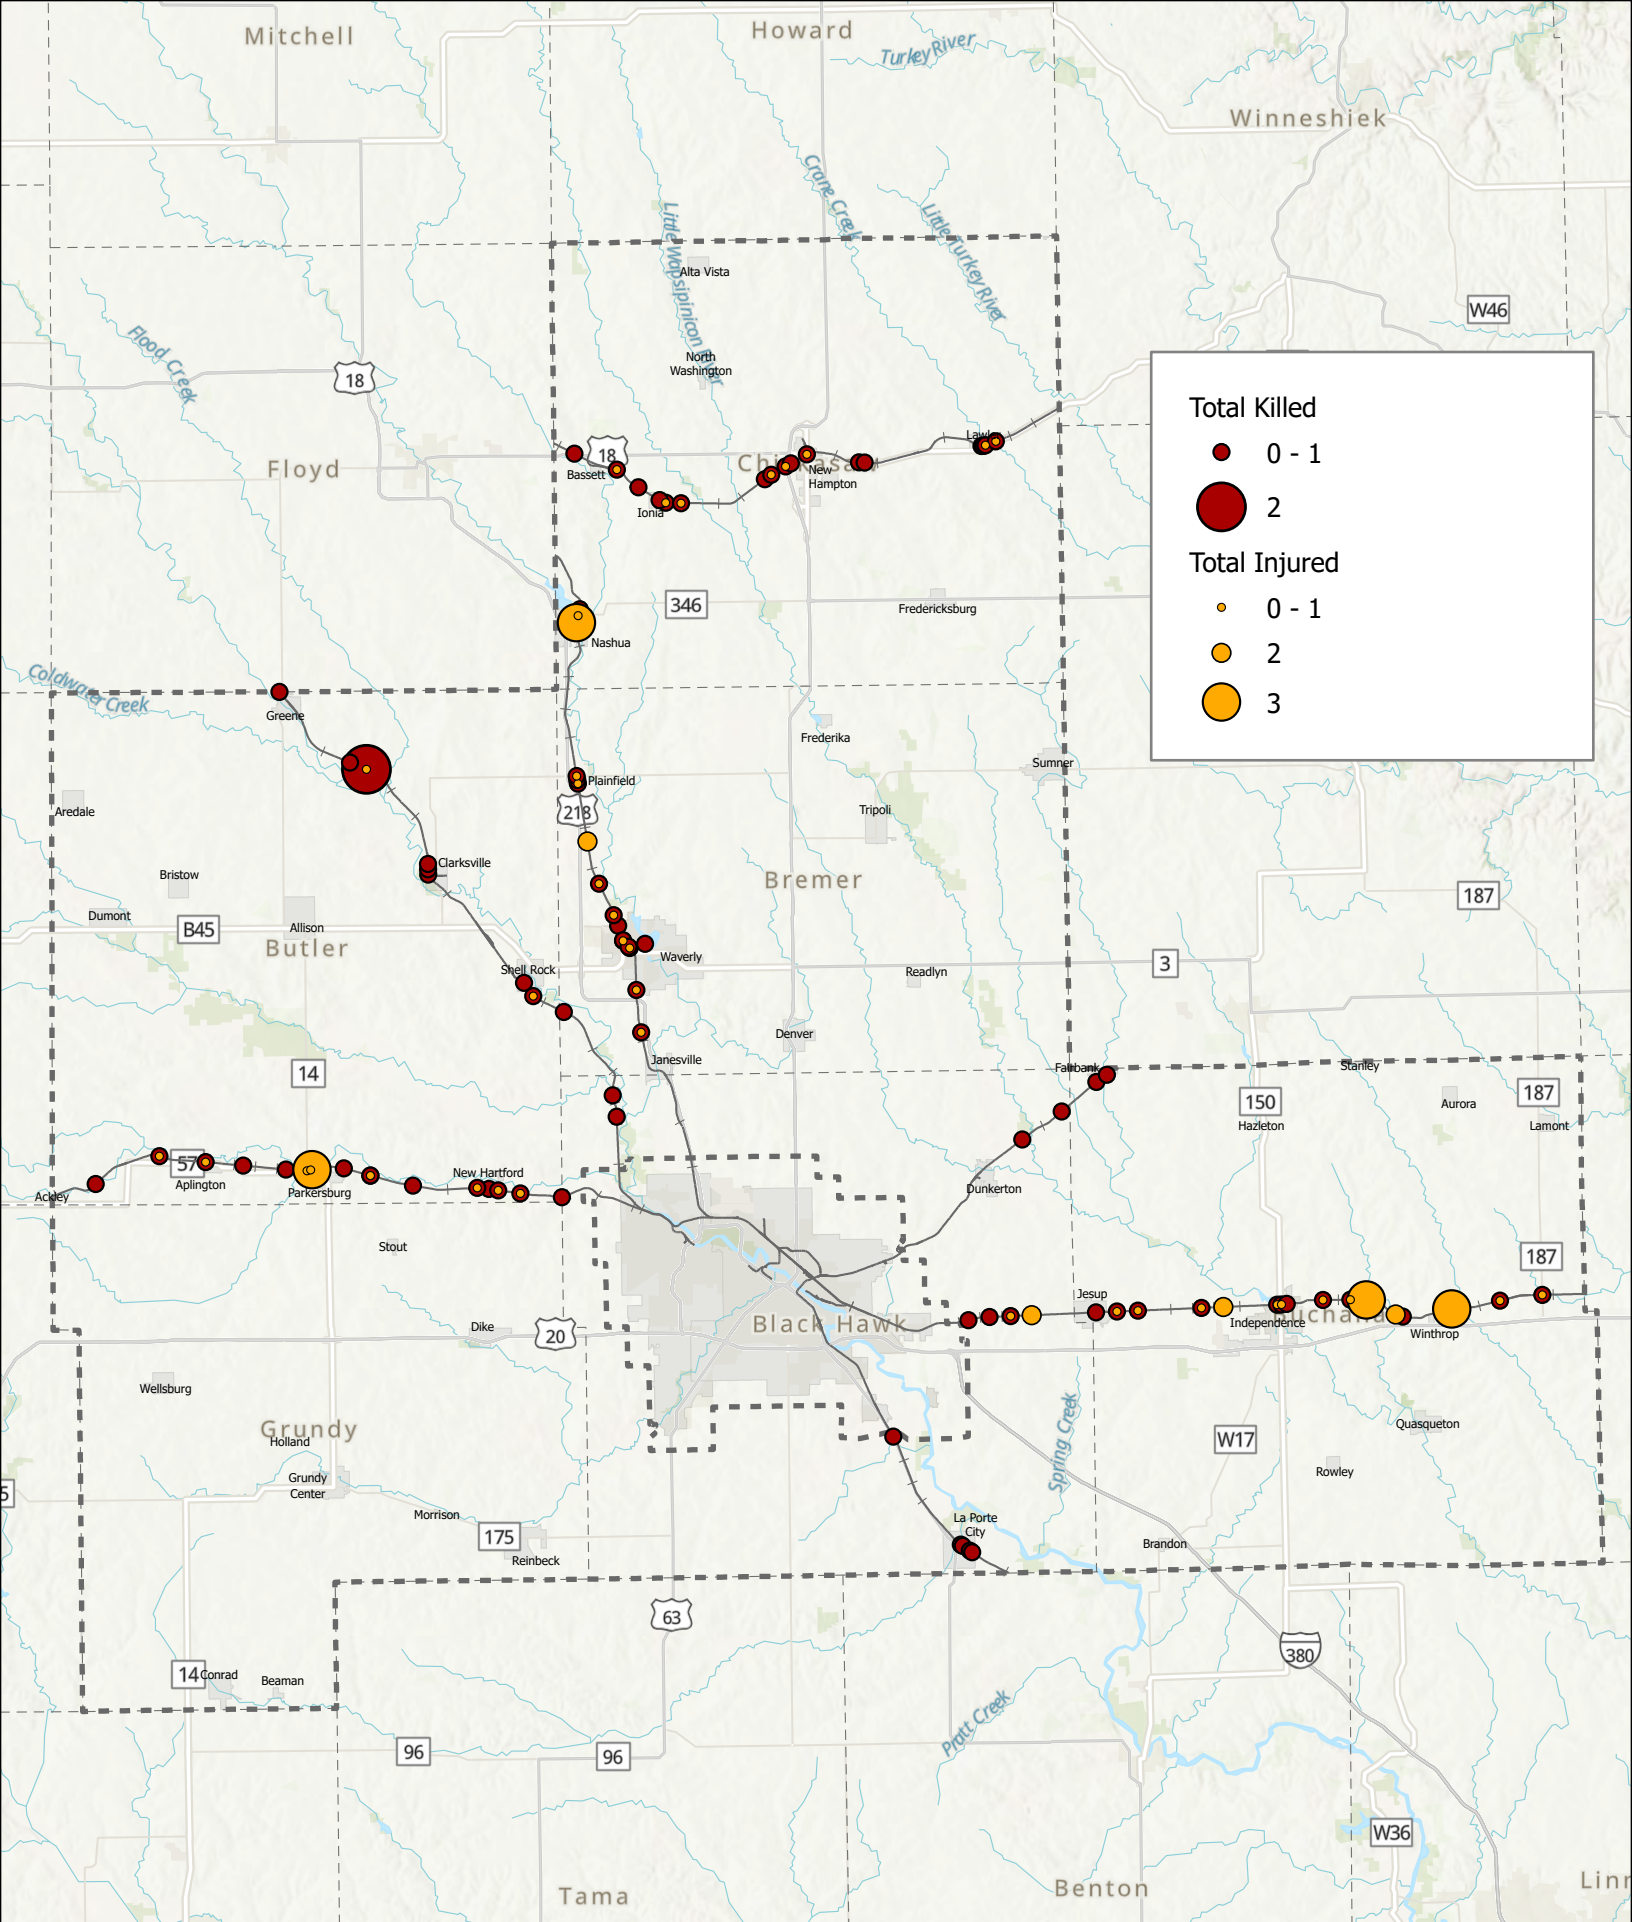 Mitchell
Howard
Turkey River
Winneshiek
Crane Creek
Little Wapsipinicon River
Little Turkey River
Alta Vista
W46
Flood Creek
North
Washington
18
Total Killed
0 - 1
2
Total Injured
0 - 1
2
3
Floyd
18
Bassett
Ionia
New
Hampton
346
Fredericksburg
Nashua
Coldwater Creek
Greene
Frederika
Sumner
Plainfield
218
Aredale
Tripoli
Clarksville
Bristow
Bremer
187
Dumont
B45
Allison
Butler
Waverly
3
Shell Rock
Readlyn
Denver
Janesville
14
Fairbank
Stanley
150
Hazleton
Aurora
187
Lamont
57
Aplington
Ackley
Parkersburg
New Hartford
Dunkerton
Stout
187
Jesup
Dike
20
Black Hawk
Independence
Winthrop
Wellsburg
Grundy
Holland
Spring Creek
W17
Quasqueton
Grundy
Center
Rowley
5
Morrison
175
Reinbeck
La Porte
City
Brandon
63
380
14
Conrad
Beaman
Pratt Creek
96
96
W36
Tama
Benton
Linn